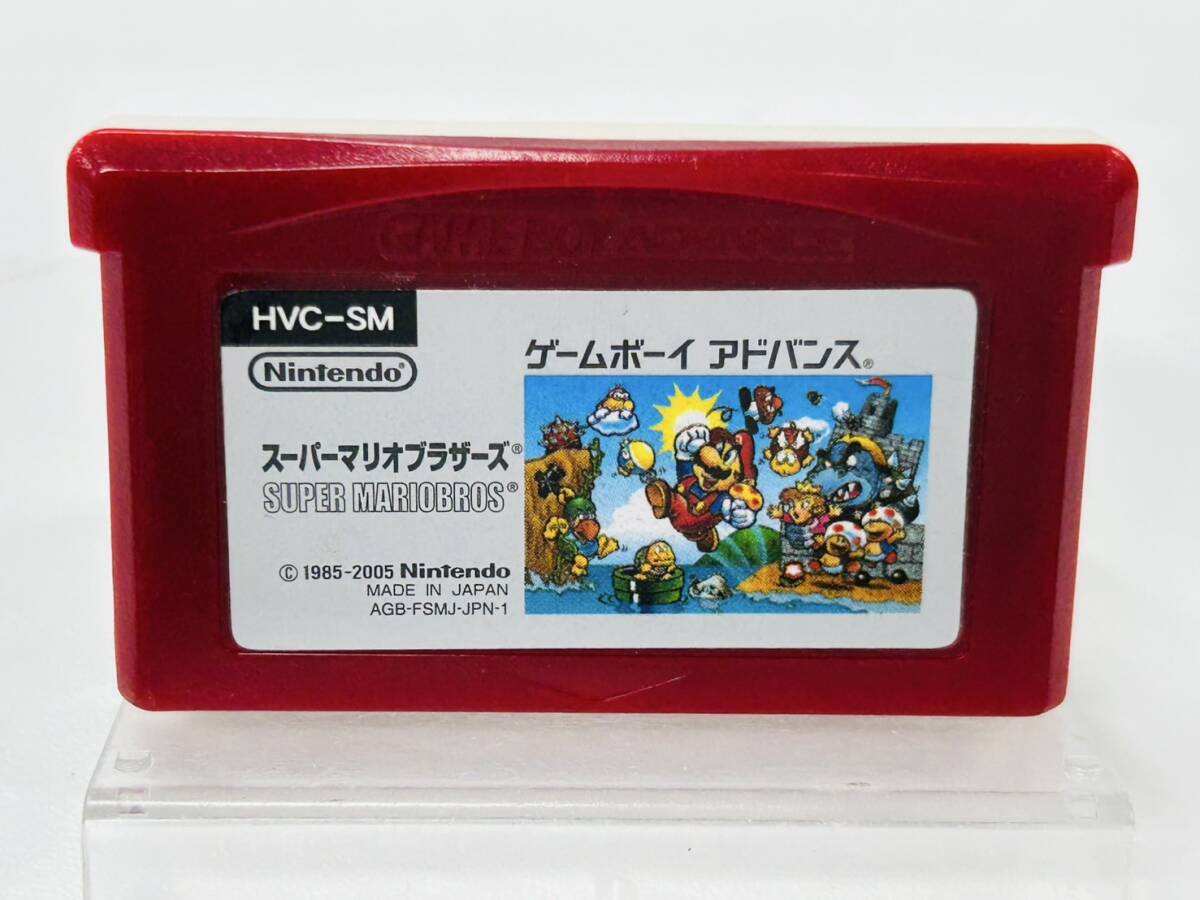 GAME BOY ADVANCE
HVC-SM
Nintendo®
ゲームボーイ アドバンス®
スーパーマリオブラザーズ®
SUPER MARIOBROS®
© 1985-2005 Nintendo
MADE IN JAPAN
AGB-FSMJ-JPN-1